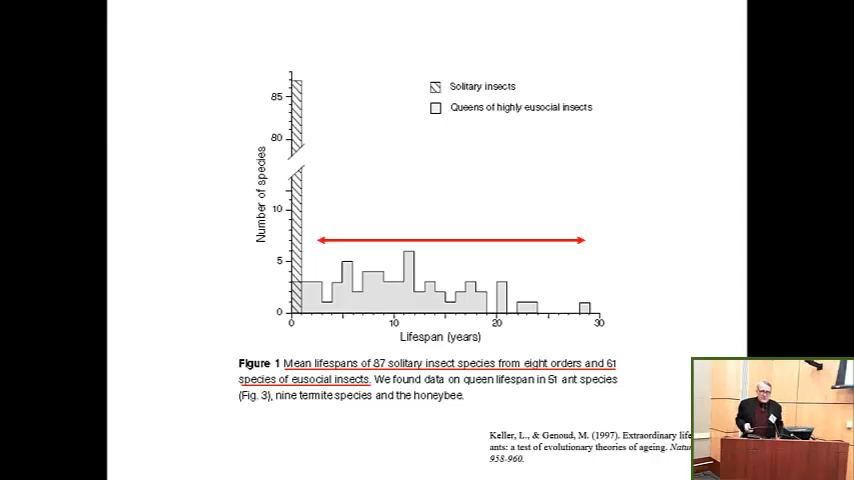 Solitary insects
Queens of highly eusocial insects
85
80
10
5
0
Number of species
0
10
20
30
Lifespan (years)
Figure 1 Mean lifespans of 87 solitary insect species from eight orders and 61
species of eusocial insects. We found data on queen lifespan in 51 ant species
(Fig. 3), nine termite species and the honeybee.
Keller, L., & Genoud, M. (1997). Extraordinary life
ants: a test of evolutionary theories of ageing. Natu
958-960.